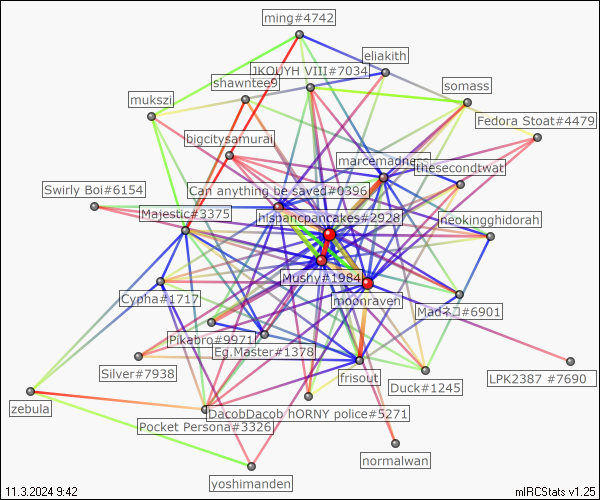 ming#4742
eliakith
JKOUYH VIII#7034
shawntee9
somass
mukszi
Fedora Stoat#4479
bigcitysamurai
marcemadness
thesecondtwat
Swirly Boi#6154
Can anything be saved#0396
Majestic#3375
hispancpancakes#2928
neokingghidorah
Mushy#1984
Cypha#1717
moonraven
Madネコ#6901
Pikabro#9971
Eg.Master#1378
Silver#7938
frisout
LPK2387 #7690
Duck#1245
zebula
DacobDacob hORNY police#5271
Pocket Persona#3326
normalwan
yoshimanden
11.3.2024 9:42
mIRCStats v1.25